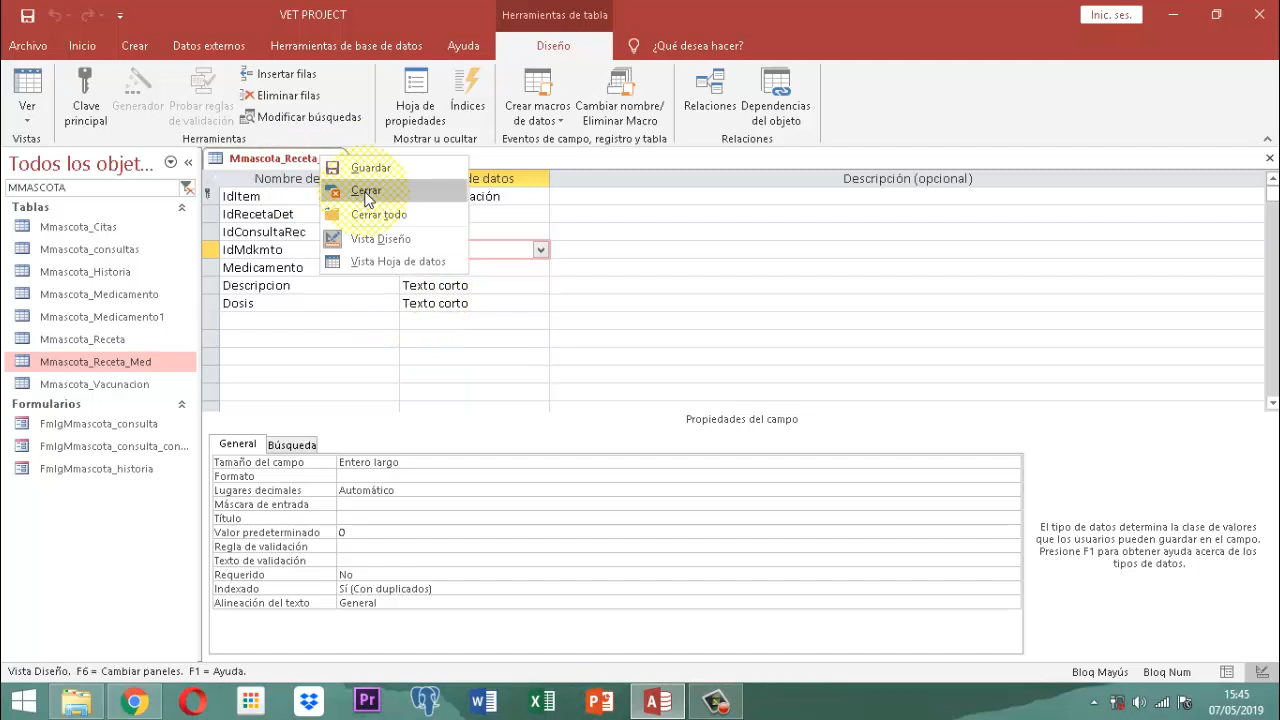 VET PROJECT
Herramientas de tabla
Inic. ses.
Archivo
Inicio
Crear
Datos externos
Herramientas de base de datos
Ayuda
Diseño
¿Qué desea hacer?
Ver
Vistas
Clave principal
Generador
Probar reglas de validación
Insertar filas
Eliminar filas
Modificar búsquedas
Herramientas
Hoja de propiedades
Índices
Mostrar u ocultar
Crear macros de datos
Cambiar nombre/ Eliminar Macro
Eventos de campo, registro y tabla
Relaciones
Dependencias del objeto
Relaciones
Todos los objet...
MMASCOTA
Tablas
Mmascota_Citas
Mmascota_consultas
Mmascota_Historia
Mmascota_Medicamento
Mmascota_Medicamento1
Mmascota_Receta
Mmascota_Receta_Med
Mmascota_Vacunacion
Formularios
FmIgMmascota_consulta
FmIgMmascota_consulta_con...
FmIgMmascota_historia
Mmascota_Receta_
Nombre de
de datos
Descripción (opcional)
IdItem
ación
IdRecetaDet
IdConsultaRec
IdMdkmto
Medicamento
Descripcion
Texto corto
Dosis
Texto corto
Guardar
Cerrar
Cerrar todo
Vista Diseño
Vista Hoja de datos
Propiedades del campo
General
Búsqueda
Tamaño del campo Entero largo
Formato
Lugares decimales Automático
Máscara de entrada
Título
Valor predeterminado 0
Regla de validación
Texto de validación
Requerido No
Indexado Sí (Con duplicados)
Alineación del texto General
El tipo de datos determina la clase de valores
que los usuarios pueden guardar en el campo.
Presione F1 para obtener ayuda acerca de los
tipos de datos.
Vista Diseño. F6 = Cambiar paneles. F1 = Ayuda.
Bloq Mayús
Bloq Num
15:45
07/05/2019